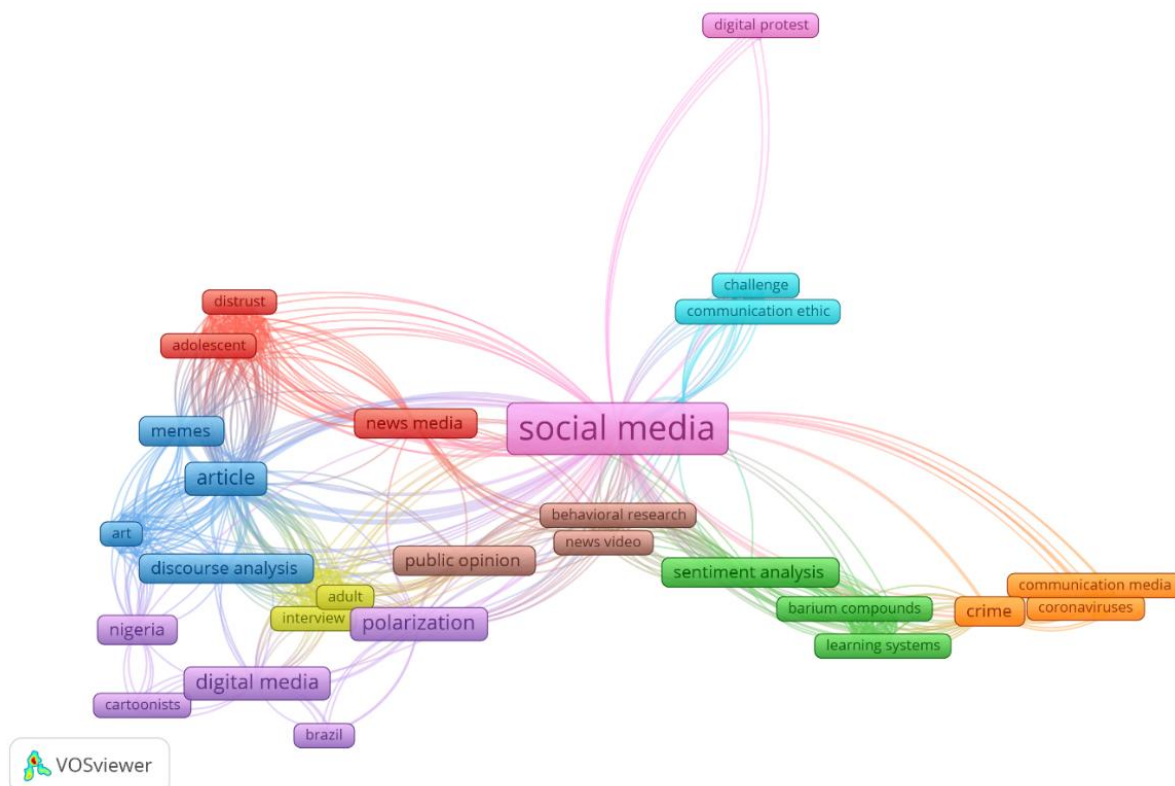 digital protest
challenge
communication ethic
distrust
adolescent
news media
social media
memes
article
art
discourse analysis
behavioral research
news video
public opinion
sentiment analysis
adult
interview
polarization
nigeria
digital media
cartoonists
brazil
barium compounds
learning systems
crime
communication media
coronaviruses
VOSviewer